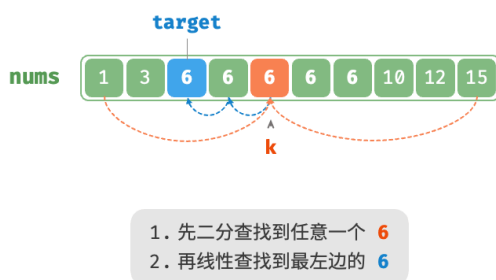 target
nums 1 3 6 6 6 6 6 10 12 15
k
1. 先二分查找到任意一个 6
2. 再线性查找到最左边的 6